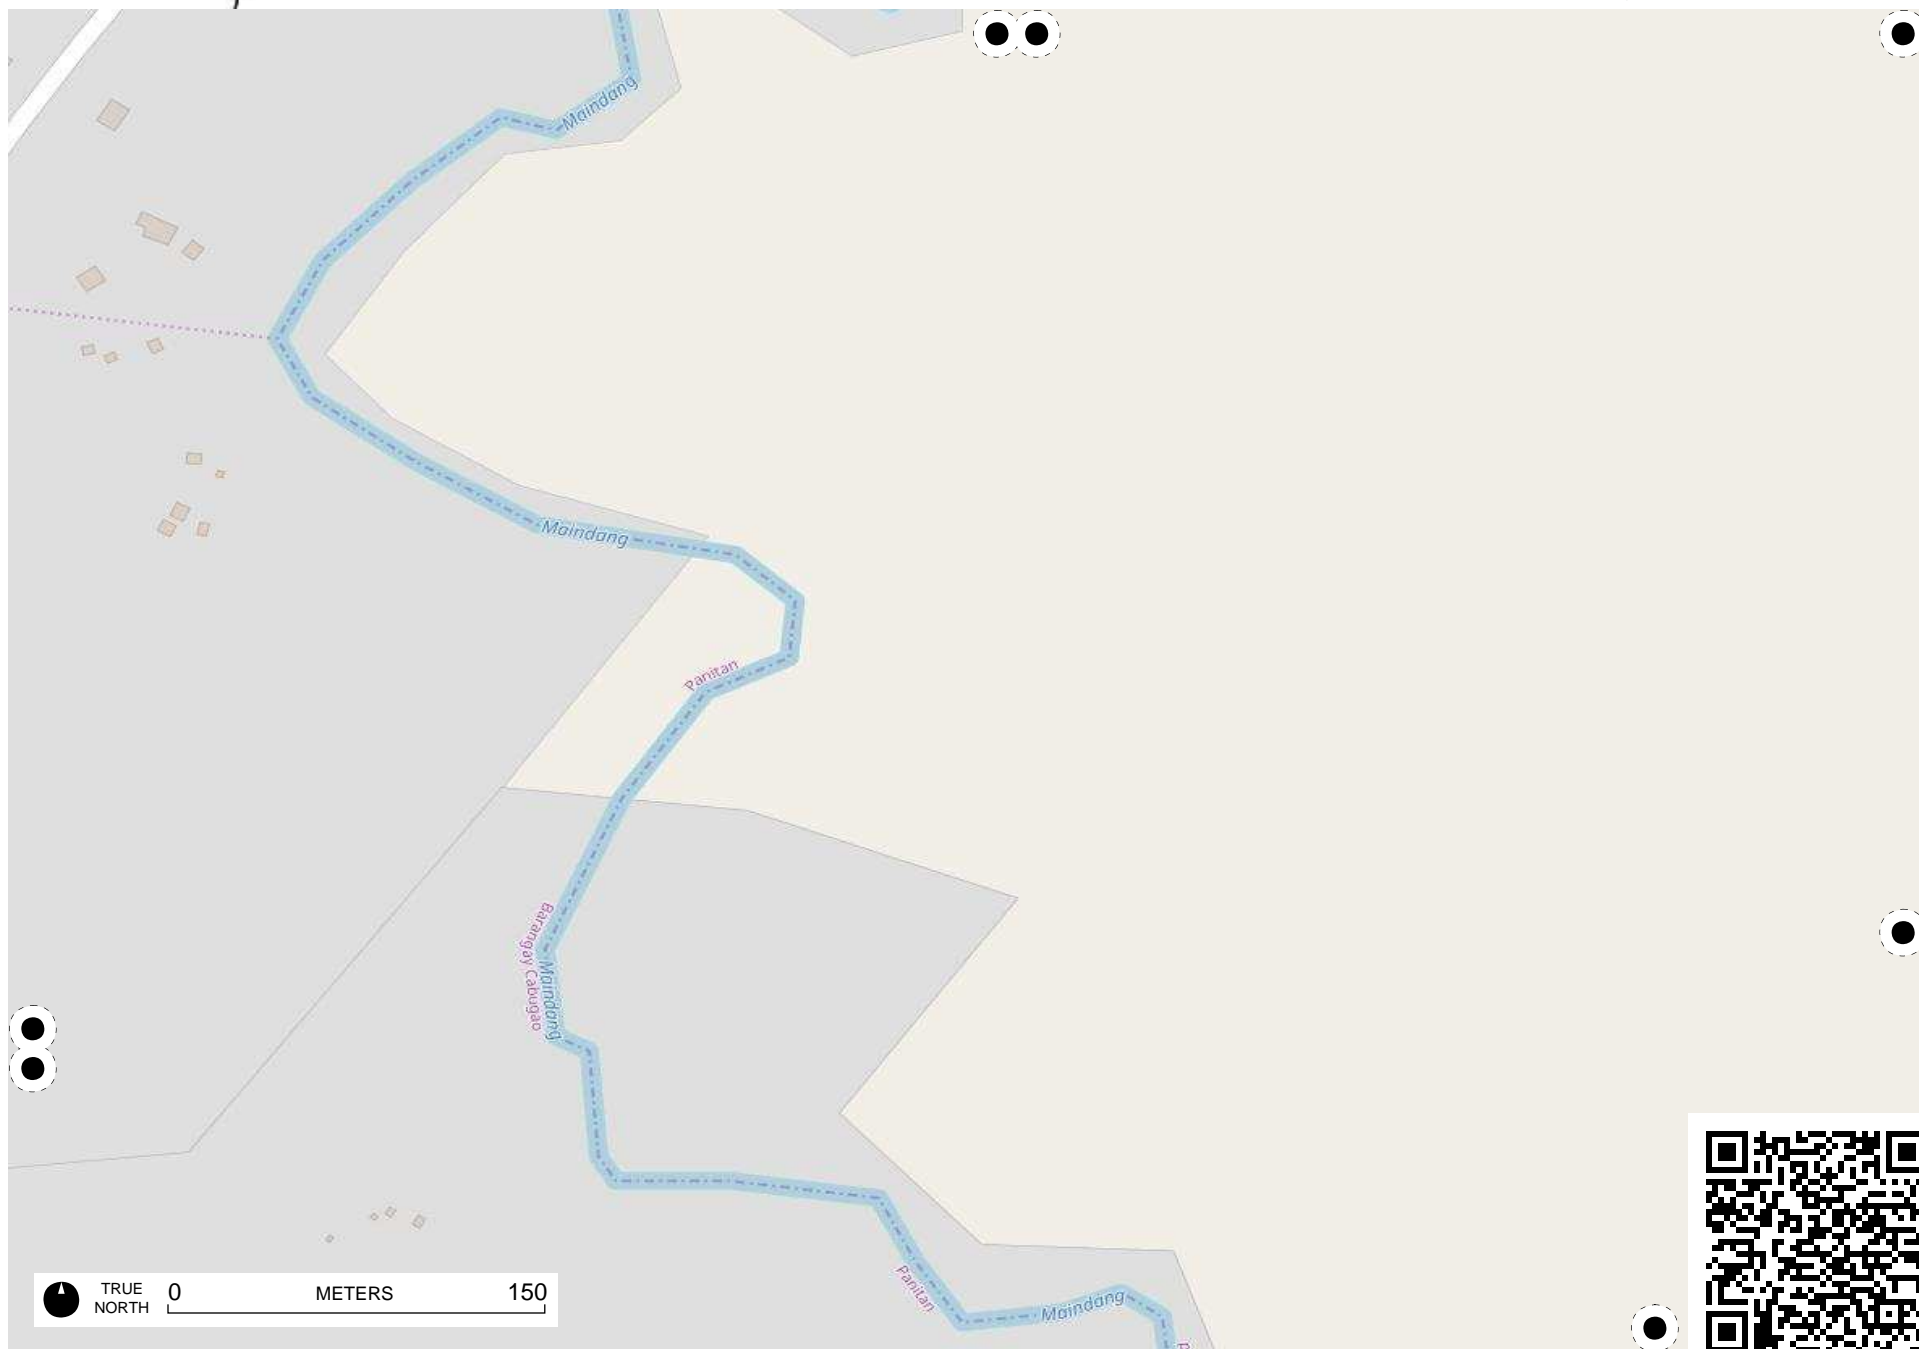 Maindang
Maindang
Panitan
Barangay Cabugao
Maindang
Panitan
Maindang
TRUE
NORTH
0 METERS 150